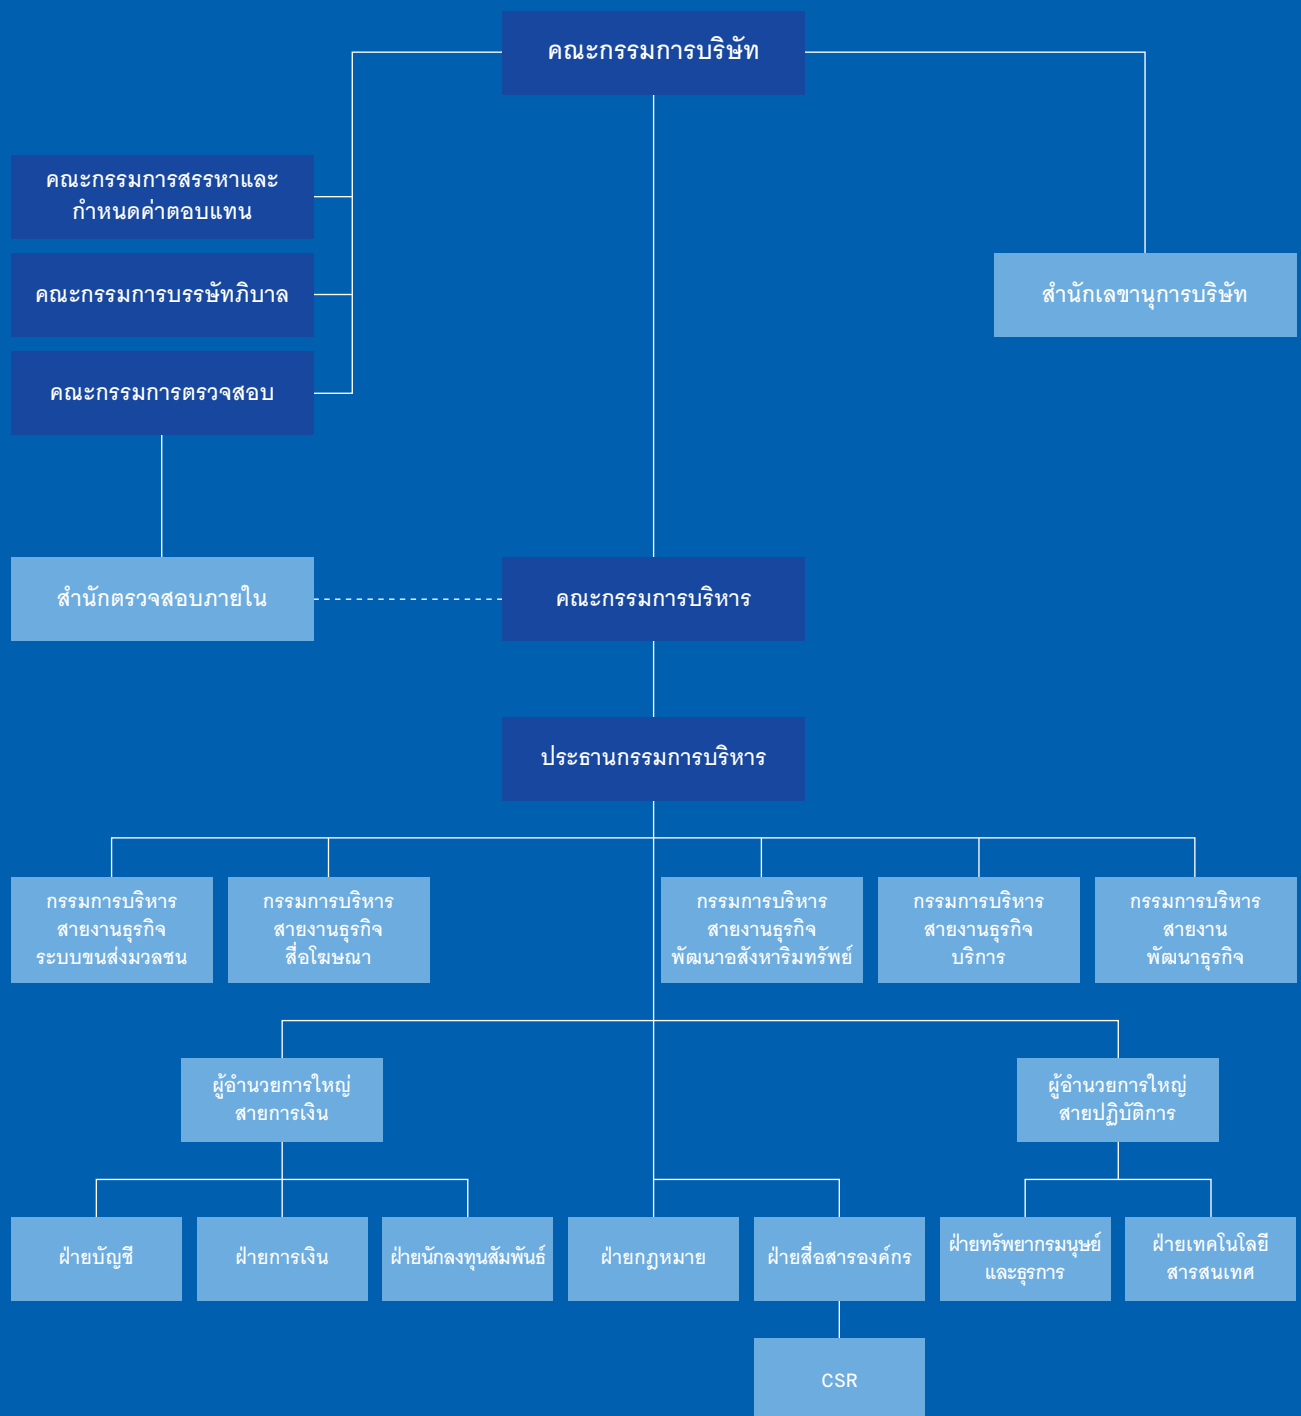 คณะกรรมการบริษัท
คณะกรรมการสรรหาและ
กำหนดค่าตอบแทน
คณะกรรมการบรรษัทภิบาล
สำนักเลขานุการบริษัท
คณะกรรมการตรวจสอบ
สำนักตรวจสอบภายใน
คณะกรรมการบริหาร
ประธานกรรมการบริหาร
กรรมการบริหาร
สายงานธุรกิจ
ระบบขนส่งมวลชน
กรรมการบริหาร
สายงานธุรกิจ
สื่อโฆษณา
กรรมการบริหาร
สายงานธุรกิจ
พัฒนาอสังหาริมทรัพย์
กรรมการบริหาร
สายงานธุรกิจ
บริการ
กรรมการบริหาร
สายงาน
พัฒนาธุรกิจ
ผู้อำนวยการใหญ่
สายการเงิน
ผู้อำนวยการใหญ่
สายปฏิบัติการ
ฝ่ายบัญชี
ฝ่ายการเงิน
ฝ่ายนักลงทุนสัมพันธ์
ฝ่ายกฎหมาย
ฝ่ายสื่อสารองค์กร
ฝ่ายทรัพยากรมนุษย์
และธุรการ
ฝ่ายเทคโนโลยี
สารสนเทศ
CSR